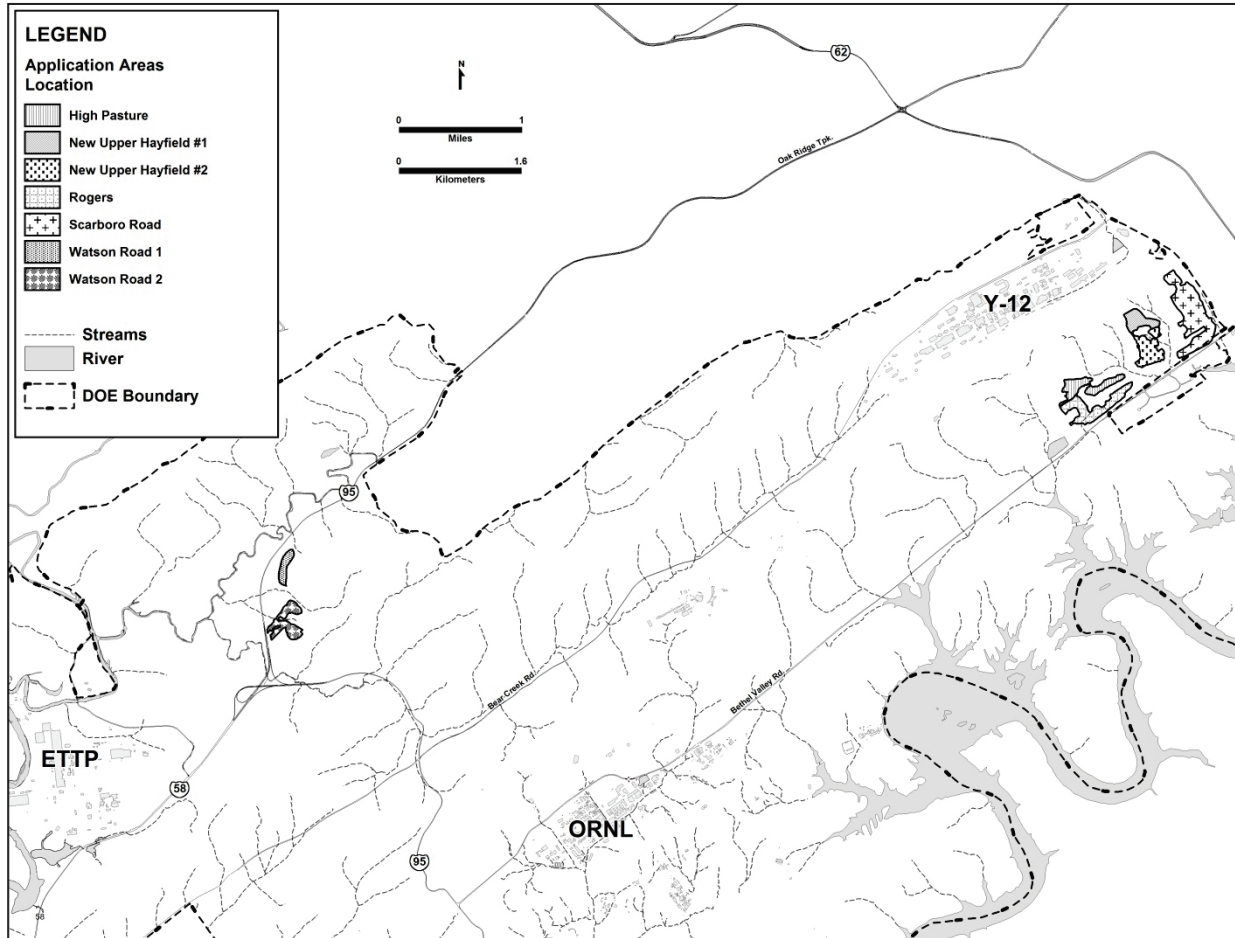 LEGEND
Application Areas
Location
High Pasture
New Upper Hayfield #1
New Upper Hayfield #2
Rogers
Scarboro Road
Watson Road 1
Watson Road 2
Streams
River
DOE Boundary
N
0 1
Miles
0 1.6
Kilometers
62
Oak Ridge Tpk.
Y-12
95
Bear Creek Rd.
Bethel Valley Rd.
ETTP
58
ORNL
95
58